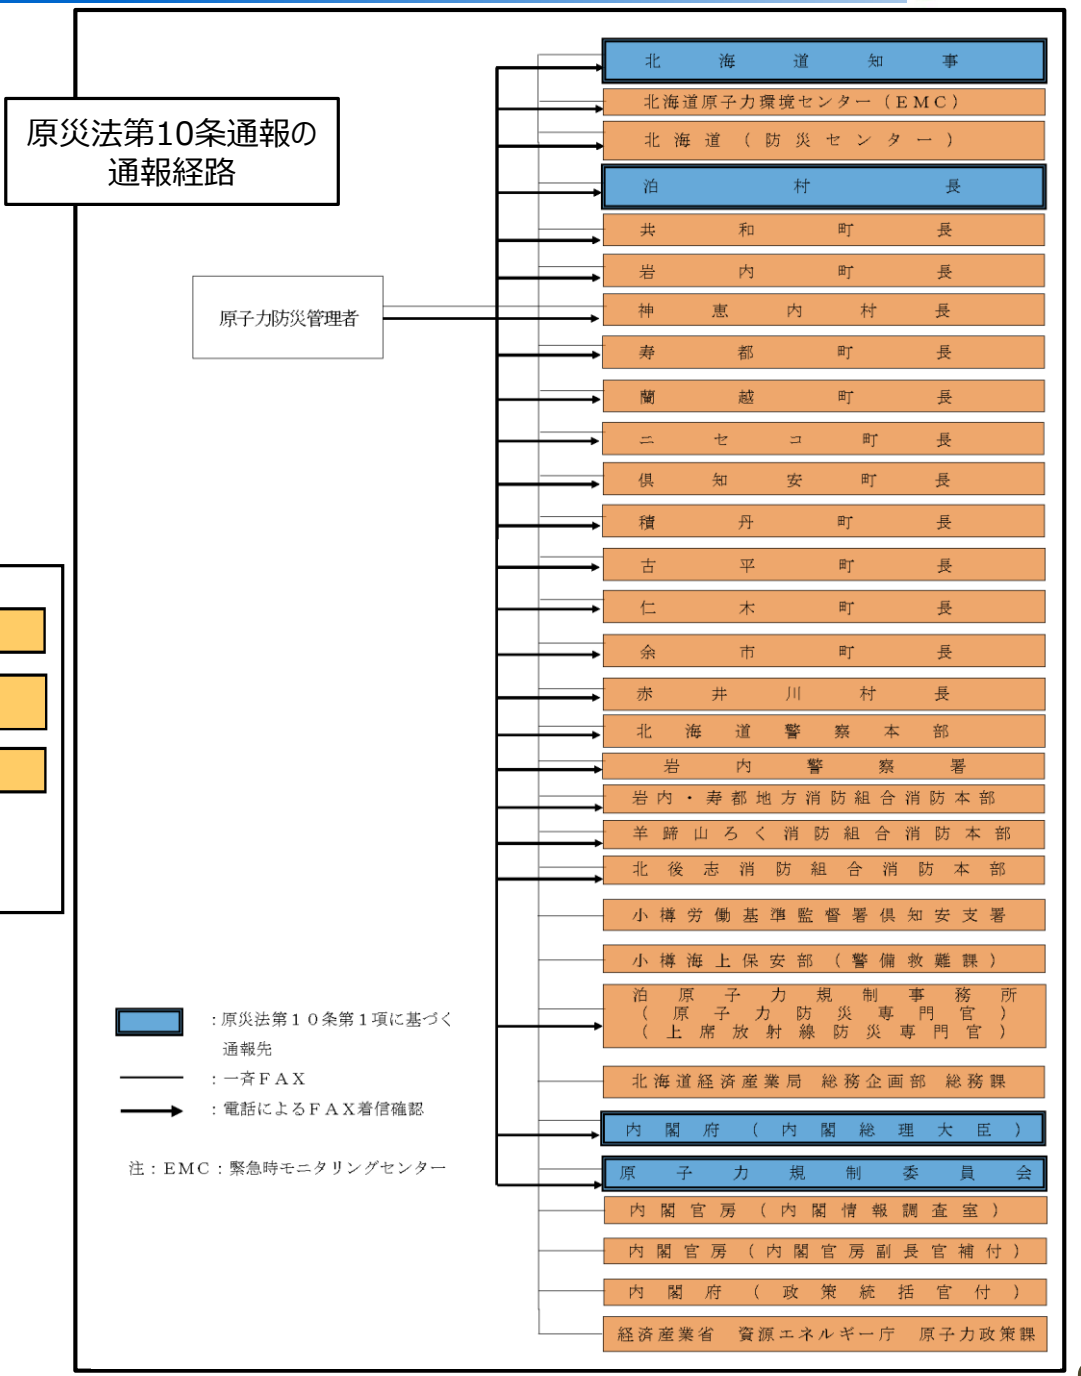 原災法第10条通報の
通報経路
原子力防災管理者
北海道知事
北海道原子力環境センター（EMC）
北海道（防災センター）
泊村長
共和町長
岩内町長
神恵内村長
寿都町長
蘭越町長
ニセコ町長
倶知安町長
積丹町長
古平町長
仁木町長
余市町長
赤井川村長
北海道警察本部
岩内警察署
岩内・寿都地方消防組合消防本部
羊蹄山ろく消防組合消防本部
北後志消防組合消防本部
小樽労働基準監督署倶知安支署
小樽海上保安部（警備救難課）
泊原子力規制事務所
（原子力防災専門官）
（上席放射線防災専門官）
北海道経済産業局　総務企画部　総務課
内閣府（内閣総理大臣）
原子力規制委員会
内閣官房（内閣情報調査室）
内閣官房（内閣官房副長官補付）
内閣府（政策統括官付）
経済産業省　資源エネルギー庁　原子力政策課
：原災法第１０条第１項に基づく
通報先
：一斉ＦＡＸ
：電話によるＦＡＸ着信確認
注：EMC：緊急時モニタリングセンター